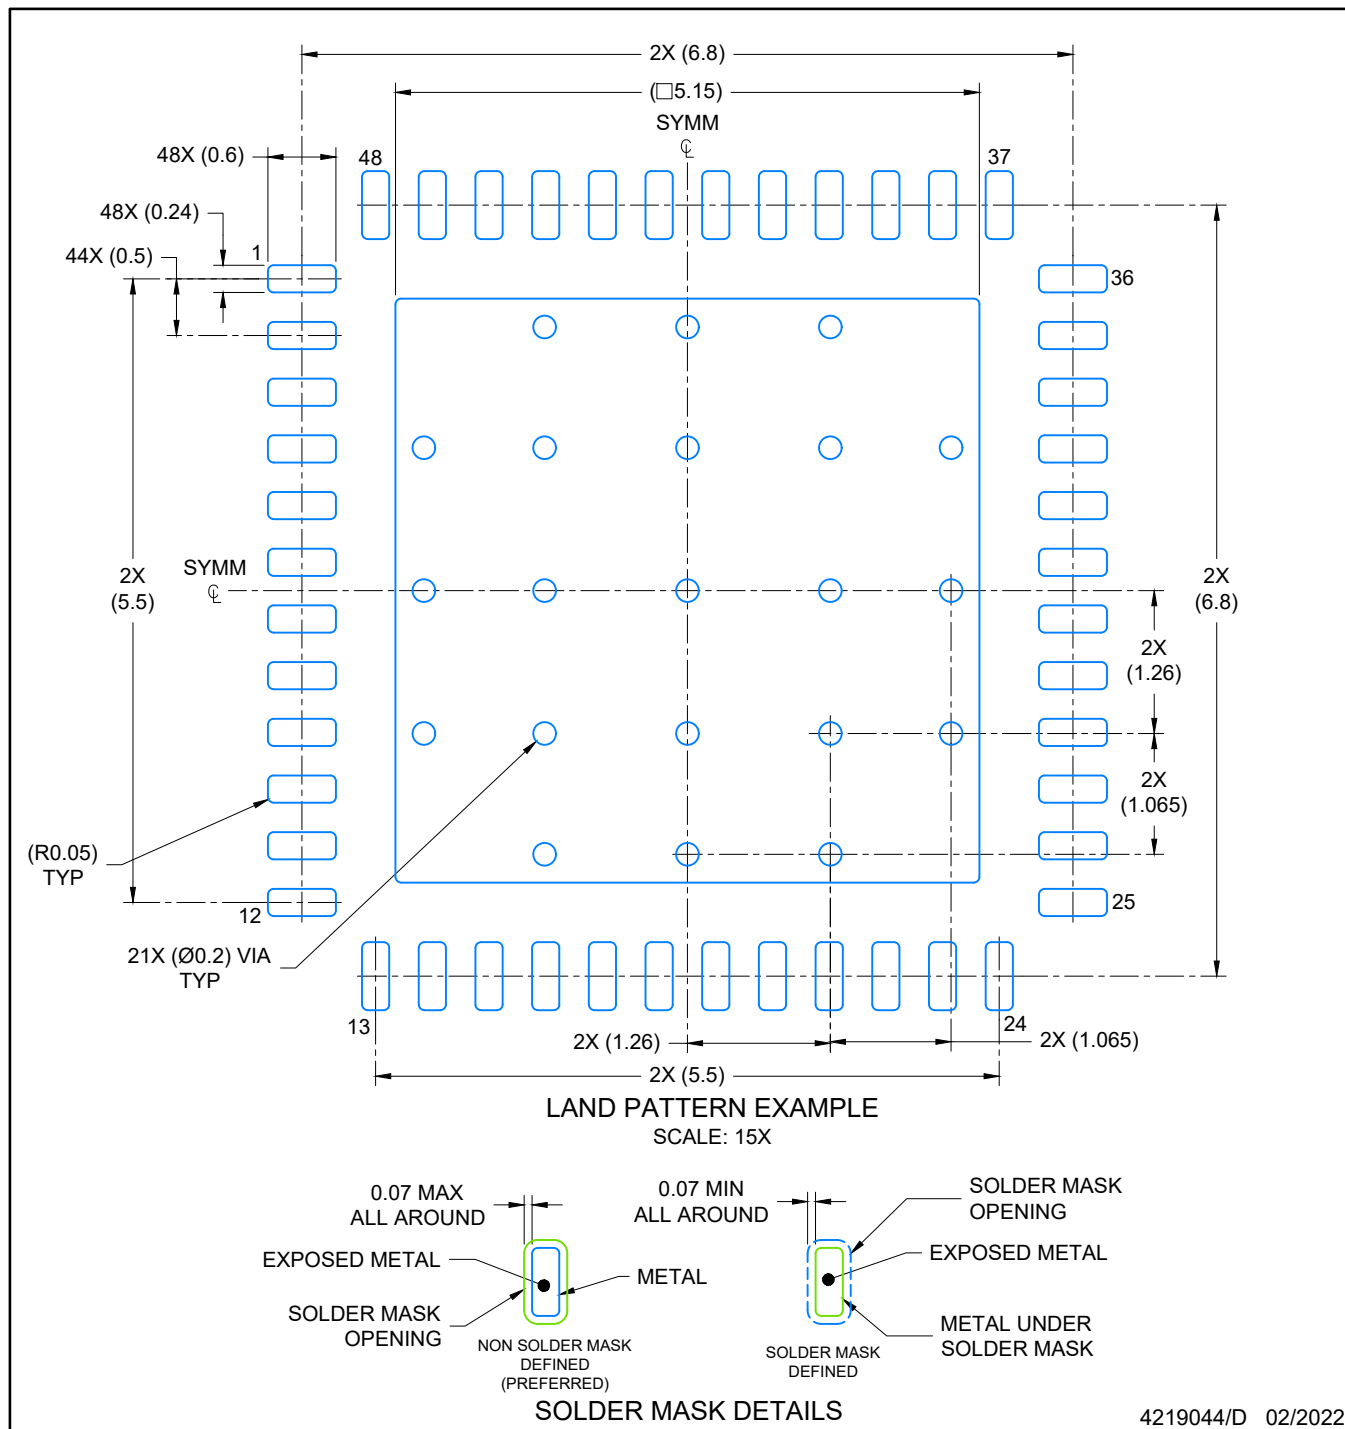 2X (6.8)
(□5.15)
SYMM
℄
48X (0.6)
48
37
48X (0.24)
1
44X (0.5)
36
SYMM
℄
2X
(5.5)
2X
(6.8)
2X
(1.26)
2X
(1.065)
(R0.05)
TYP
12
25
21X (Ø0.2) VIA
TYP
13
24
2X (1.26)
2X (1.065)
2X (5.5)
LAND PATTERN EXAMPLE
SCALE: 15X
0.07 MAX
ALL AROUND
0.07 MIN
ALL AROUND
SOLDER MASK
OPENING
EXPOSED METAL
EXPOSED METAL
METAL
SOLDER MASK
OPENING
METAL UNDER
SOLDER MASK
NON SOLDER MASK
DEFINED
(PREFERRED)
SOLDER MASK
DEFINED
SOLDER MASK DETAILS
4219044/D 02/2022